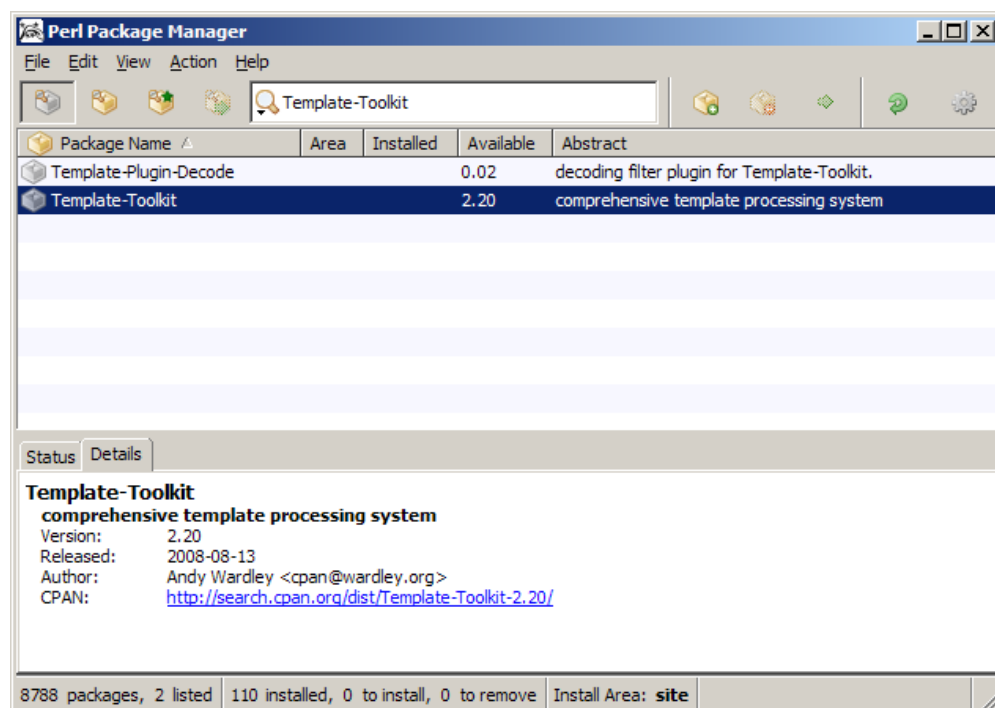 Perl Package Manager
File Edit View Action Help
Template-Toolkit
Package Name Area Installed Available Abstract
Template-Plugin-Decode 0.02 decoding filter plugin for Template-Toolkit.
Template-Toolkit 2.20 comprehensive template processing system
Status Details
Template-Toolkit
comprehensive template processing system
Version: 2.20
Released: 2008-08-13
Author: Andy Wardley <cpan@wardley.org>
CPAN: http://search.cpan.org/dist/Template-Toolkit-2.20/
8788 packages, 2 listed 110 installed, 0 to install, 0 to remove Install Area: site